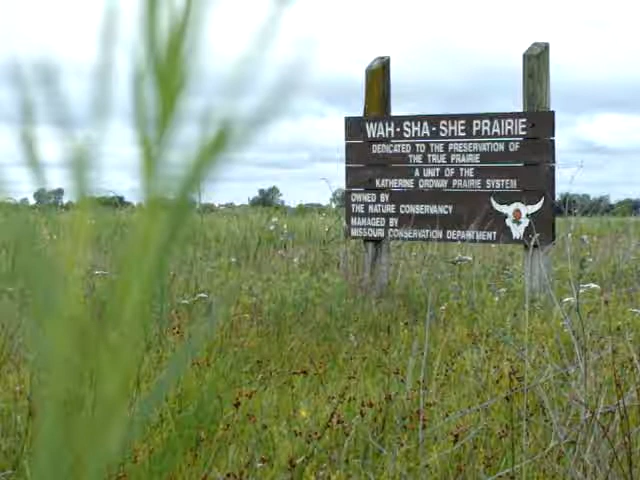 WAH-SHA-SHE PRAIRIE
DEDICATED TO THE PRESERVATION OF
THE TRUE PRAIRIE
A UNIT OF THE
KATHERINE ORDWAY PRAIRIE SYSTEM
OWNED BY
THE NATURE CONSERVANCY
MANAGED BY
MISSOURI CONSERVATION DEPARTMENT